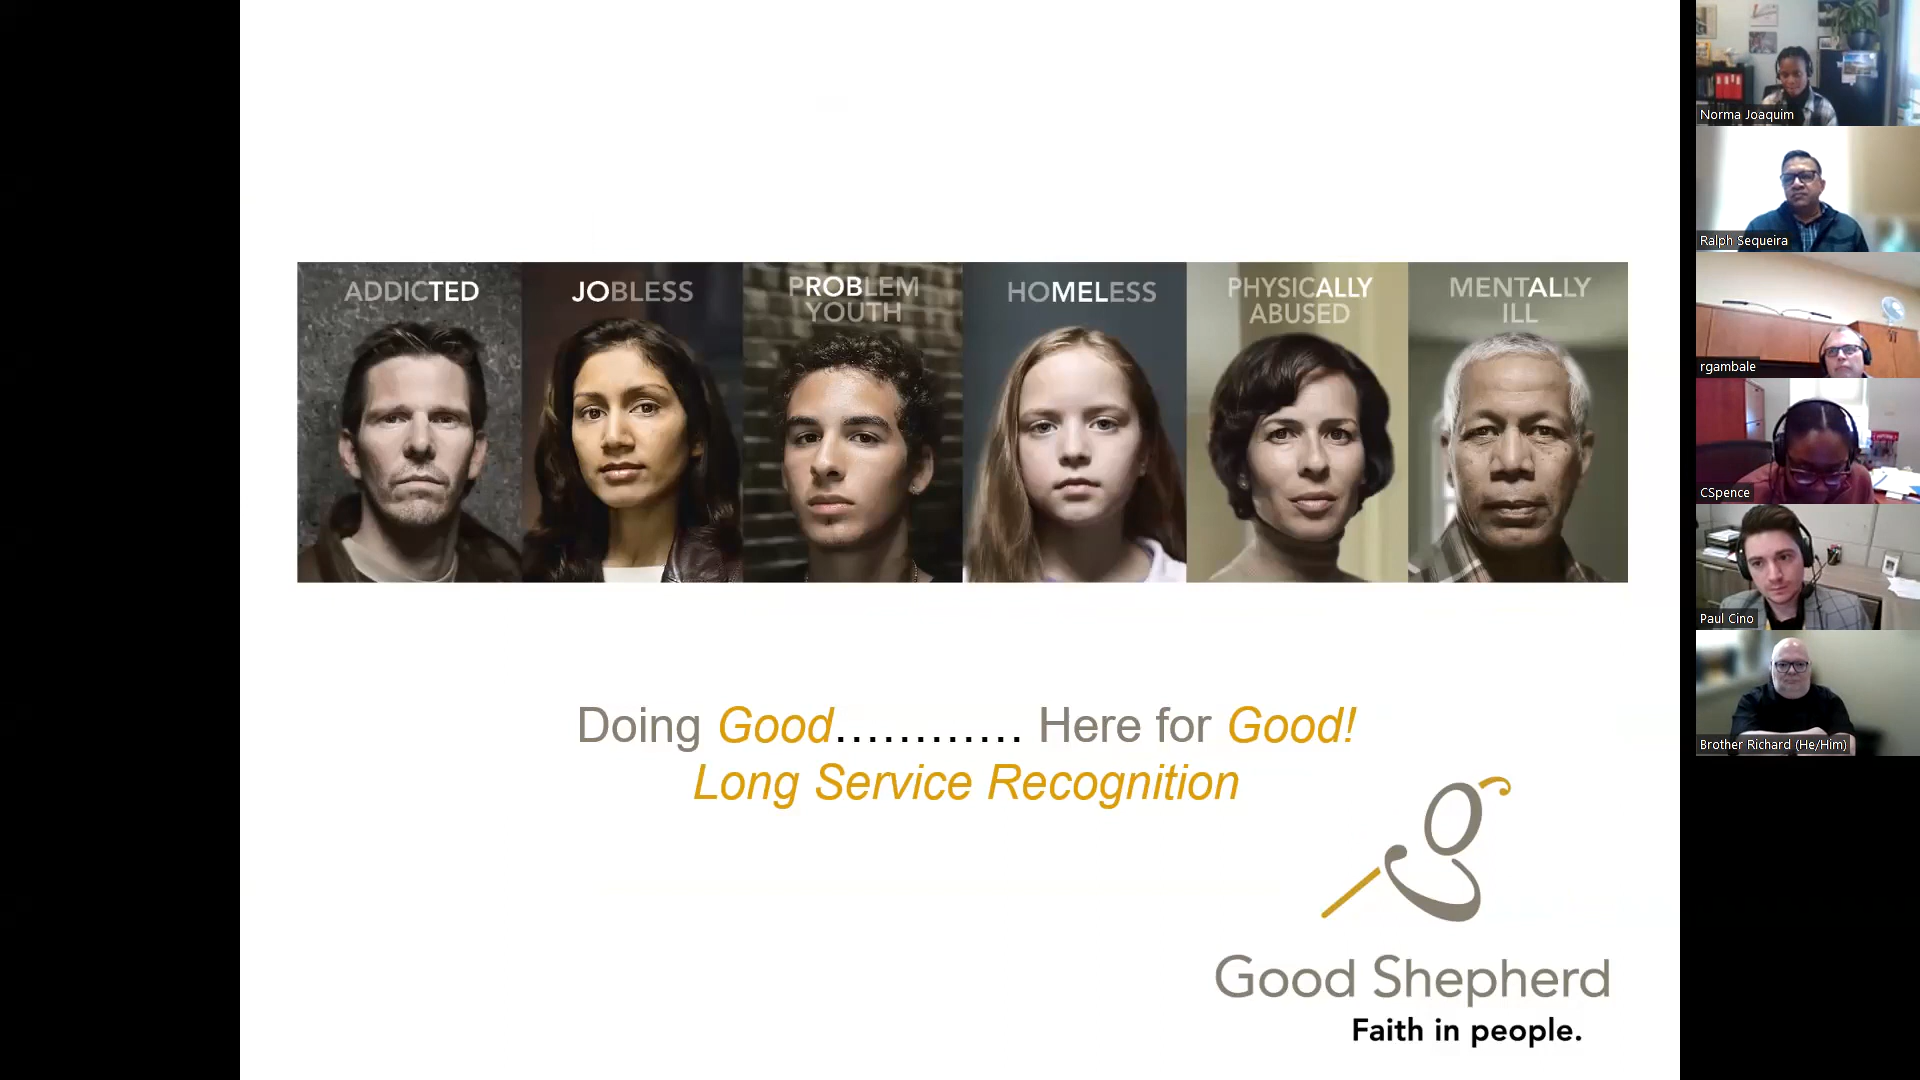 ADDICTED
JOBLESS
PROBLEM
YOUTH
HOMELESS
PHYSICALLY
ABUSED
MENTALLY
ILL
Doing Good............ Here for Good!
Long Service Recognition
Good Shepherd
Faith in people.
Norma Joaquim
Ralph Sequeira
rgambale
CSpence
Paul Cino
Brother Richard (He/Him)